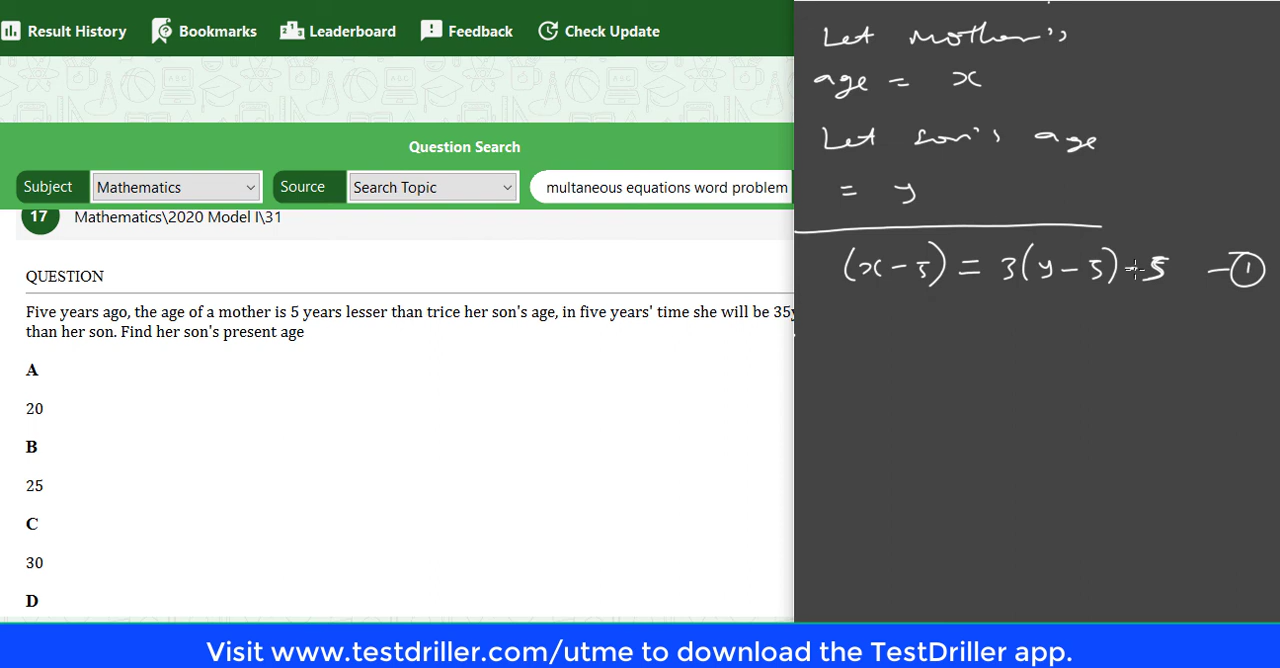 Result History Bookmarks Leaderboard Feedback Check Update
Question Search
Subject Mathematics Source Search Topic multaneous equations word problem
17 Mathematics\2020 Model I\31
QUESTION
Five years ago, the age of a mother is 5 years lesser than trice her son's age, in five years' time she will be 35y
than her son. Find her son's present age
A
20
B
25
C
30
D
Let Mother's
age = x
Let son's age
= y
(x - 5) = 3(y - 5) - 5 - ①
Visit www.testdriller.com/utme to download the TestDriller app.